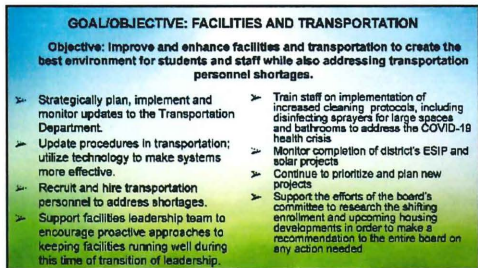 GOAL/OBJECTIVE: FACILITIES AND TRANSPORTATION
Objective: Improve and enhance facilities and transportation to create the
best environment for students and staff while also addressing transportation
personnel shortages.
➢ Strategically plan, implement and
monitor updates to the Transportation
Department.
➢ Update procedures in transportation;
utilize technology to make systems
more effective.
➢ Recruit and hire transportation
personnel to address shortages.
➢ Support facilities leadership team to
encourage proactive approaches to
keeping facilities running well during
this time of transition of leadership.
➢ Train staff on implementation of
increased cleaning protocols, including
disinfecting sprayers for large spaces
and bathrooms to address the COVID-19
health crisis
➢ Monitor completion of district's ESIP and
solar projects
➢ Continue to prioritize and plan new
projects
➢ Support the efforts of the board's
committee to research the shifting
enrollment and upcoming housing
developments in order to make a
recommendation to the entire board on
any action needed